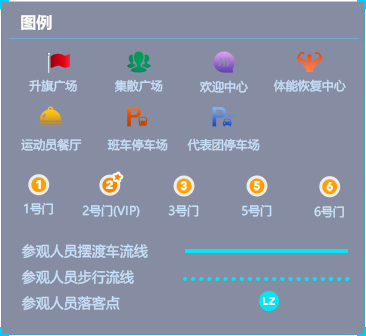 图例
升旗广场 集散广场 欢迎中心 体能恢复中心
P P
运动员餐厅 班车停车场 代表团停车场
1 2 3 5 6
1号门 2号门(VIP) 3号门 5号门 6号门
参观人员摆渡车流线
参观人员步行流线
参观人员落客点 LZ